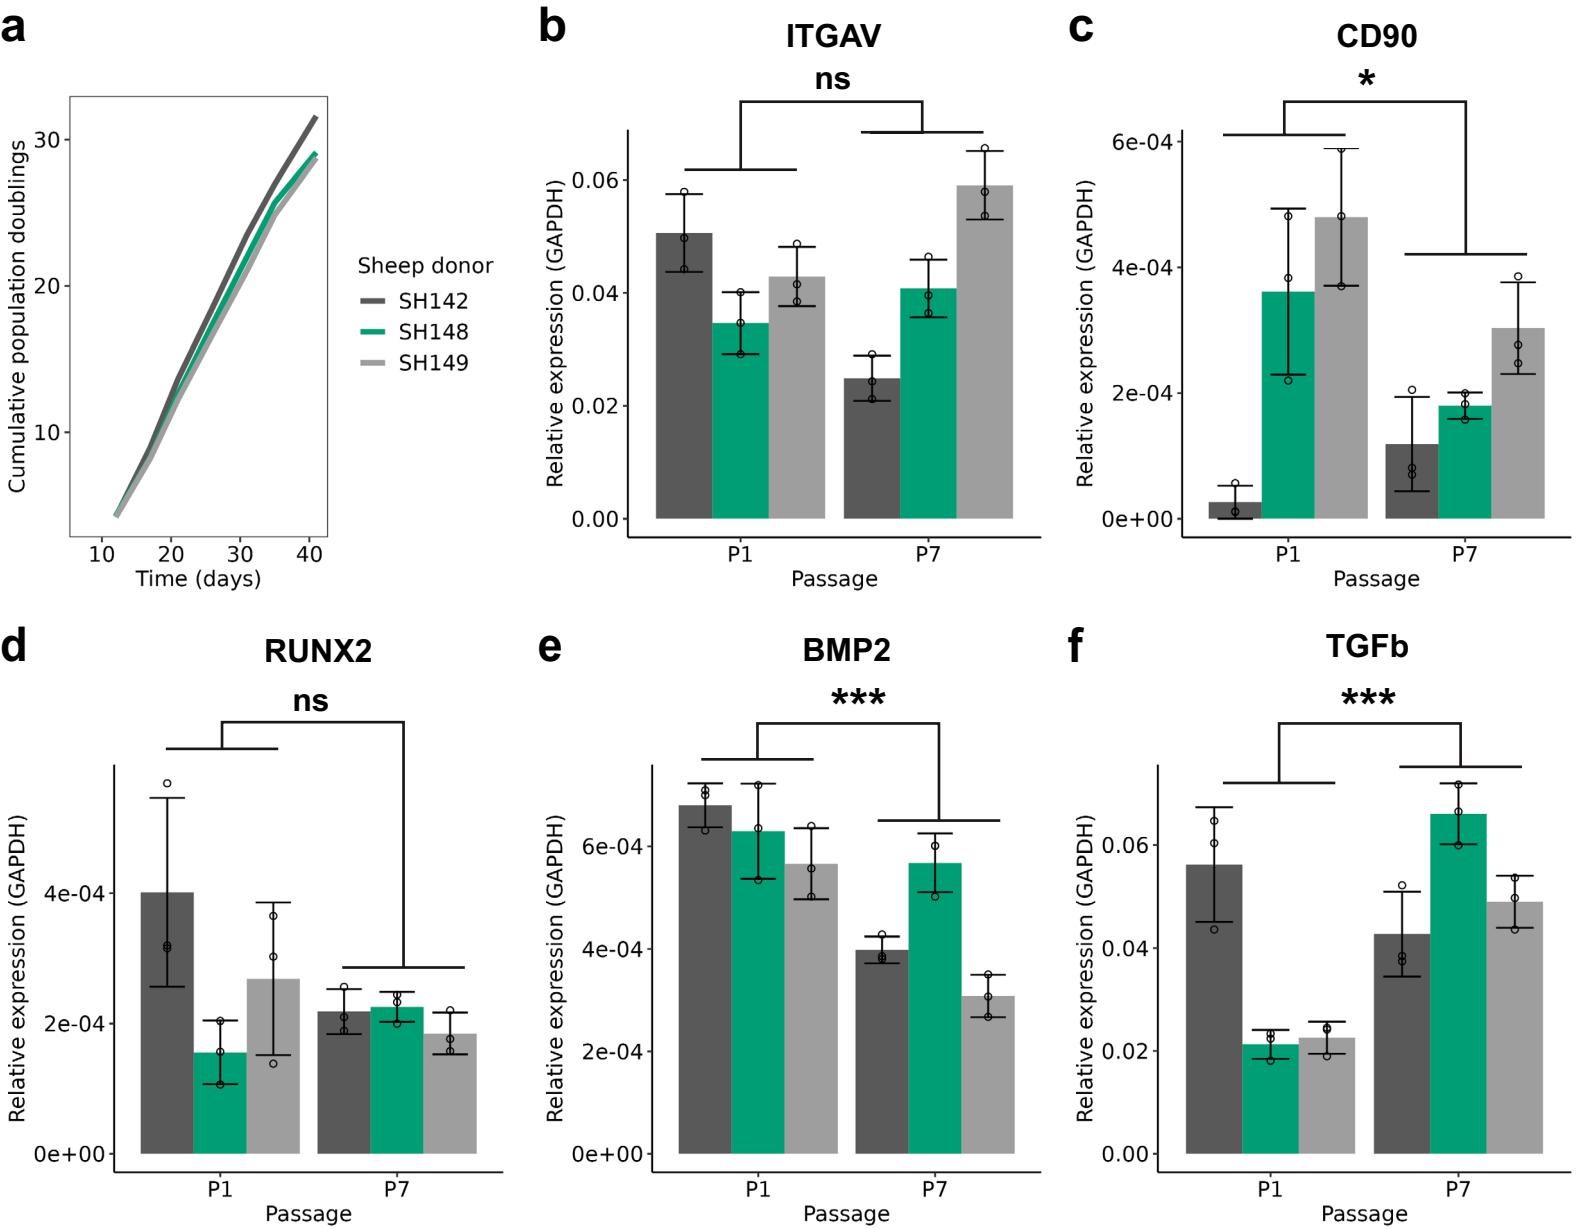 a
Cumulative population doublings
30
20
10
10 20 30 40
Time (days)
Sheep donor
SH142
SH148
SH149
b
ITGAV
ns
Relative expression (GAPDH)
0.06
0.04
0.02
0.00
P1 P7
Passage
c
CD90
*
Relative expression (GAPDH)
6e-04
4e-04
2e-04
0e+00
P1 P7
Passage
d
RUNX2
ns
Relative expression (GAPDH)
4e-04
2e-04
0e+00
P1 P7
Passage
e
BMP2
***
Relative expression (GAPDH)
6e-04
4e-04
2e-04
0e+00
P1 P7
Passage
f
TGFb
***
Relative expression (GAPDH)
0.06
0.04
0.02
0.00
P1 P7
Passage